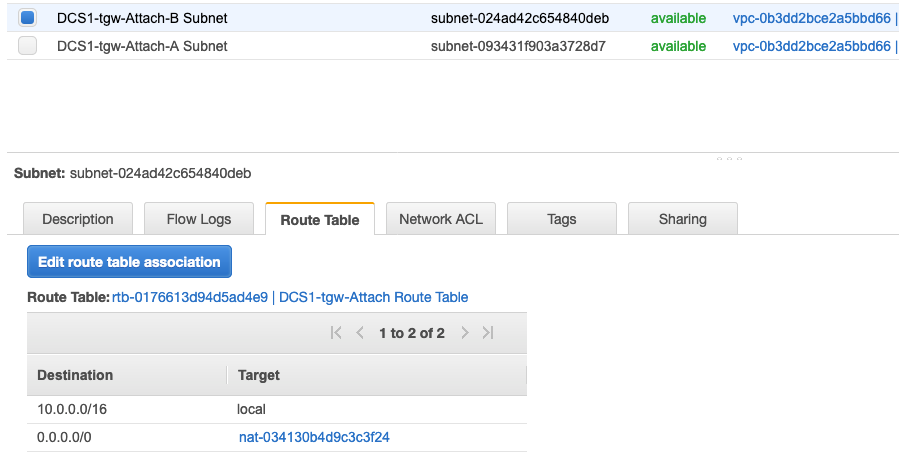 DCS1-tgw-Attach-B Subnet subnet-024ad42c654840deb available vpc-0b3dd2bce2a5bbd66 |
DCS1-tgw-Attach-A Subnet subnet-093431f903a3728d7 available vpc-0b3dd2bce2a5bbd66 |
Subnet: subnet-024ad42c654840deb
Description Flow Logs Route Table Network ACL Tags Sharing
Edit route table association
Route Table: rtb-0176613d94d5ad4e9 | DCS1-tgw-Attach Route Table
1 to 2 of 2
Destination Target
10.0.0.0/16 local
0.0.0.0/0 nat-034130b4d9c3c3f24